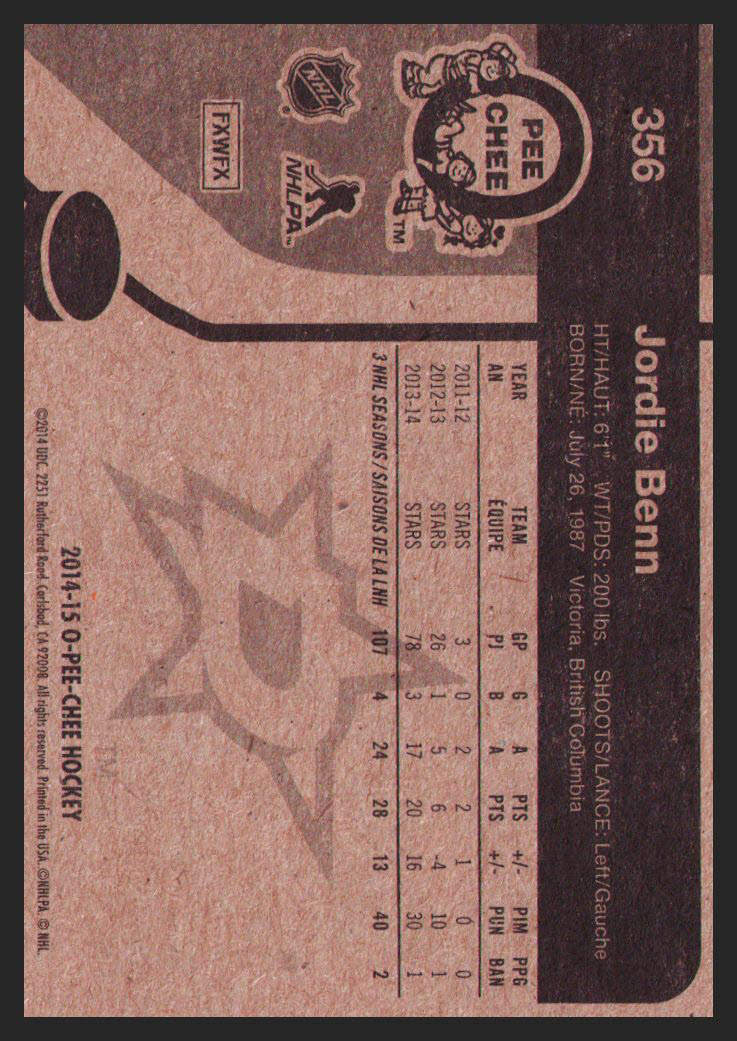 356
Jordie Benn
HT/HAUT: 6'1" WT/PDS: 200 lbs. SHOOTS/LANCE: Left/Gauche
BORN/NÉ: July 26, 1987 Victoria, British Columbia
O
PEE
CHEE
TM
NHL
®
NHLPA
TM
FXWFX
YEAR TEAM GP G A PTS +/- PIM PPG
AN ÉQUIPE PJ B A PTS +/- PUN BAN
2011-12 STARS 3 0 2 2 1 0 0
2012-13 STARS 26 1 5 6 -4 10 1
2013-14 STARS 78 3 17 20 16 30 1
3 NHL SEASONS / SAISONS DE LA LNH 107 4 24 28 13 40 2
D
TM
2014-15 O-PEE-CHEE HOCKEY
©2014 UDC. 2251 Rutherford Road. Carlsbad, CA 92008. All rights reserved. Printed in the USA. ©NHLPA. © NHL.